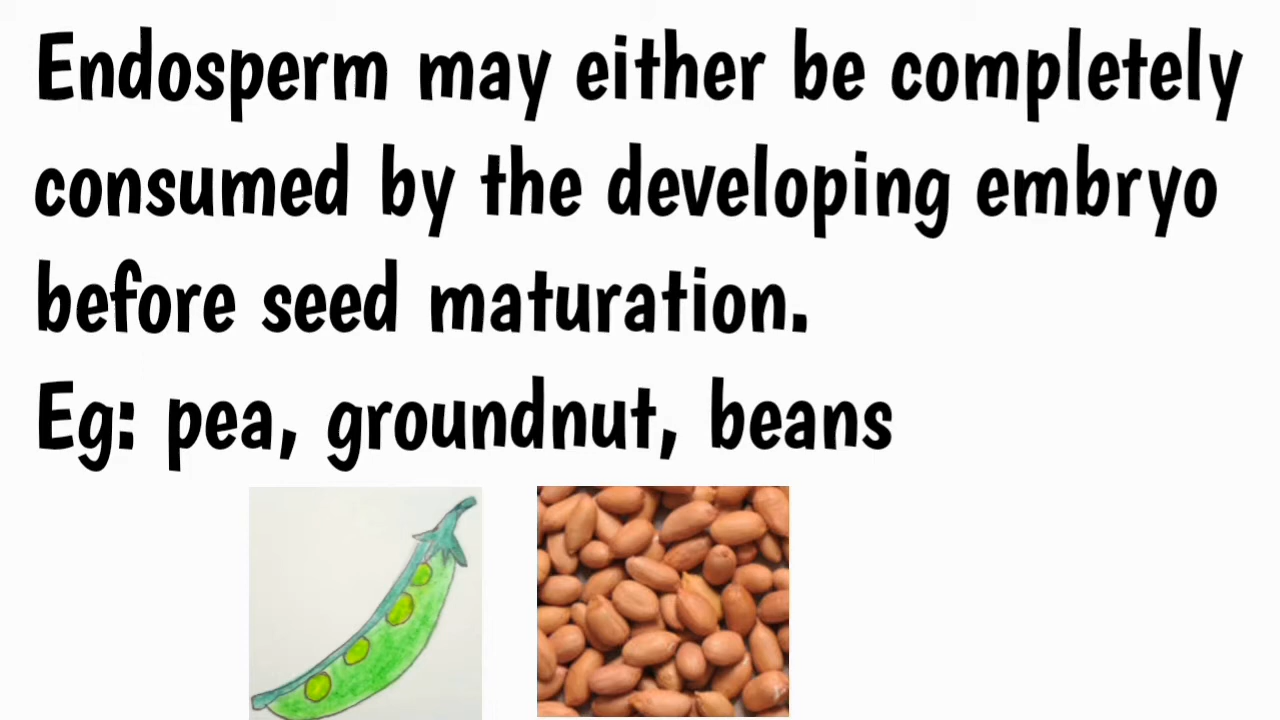 Endosperm may either be completely
consumed by the developing embryo
before seed maturation.
Eg: pea, groundnut, beans